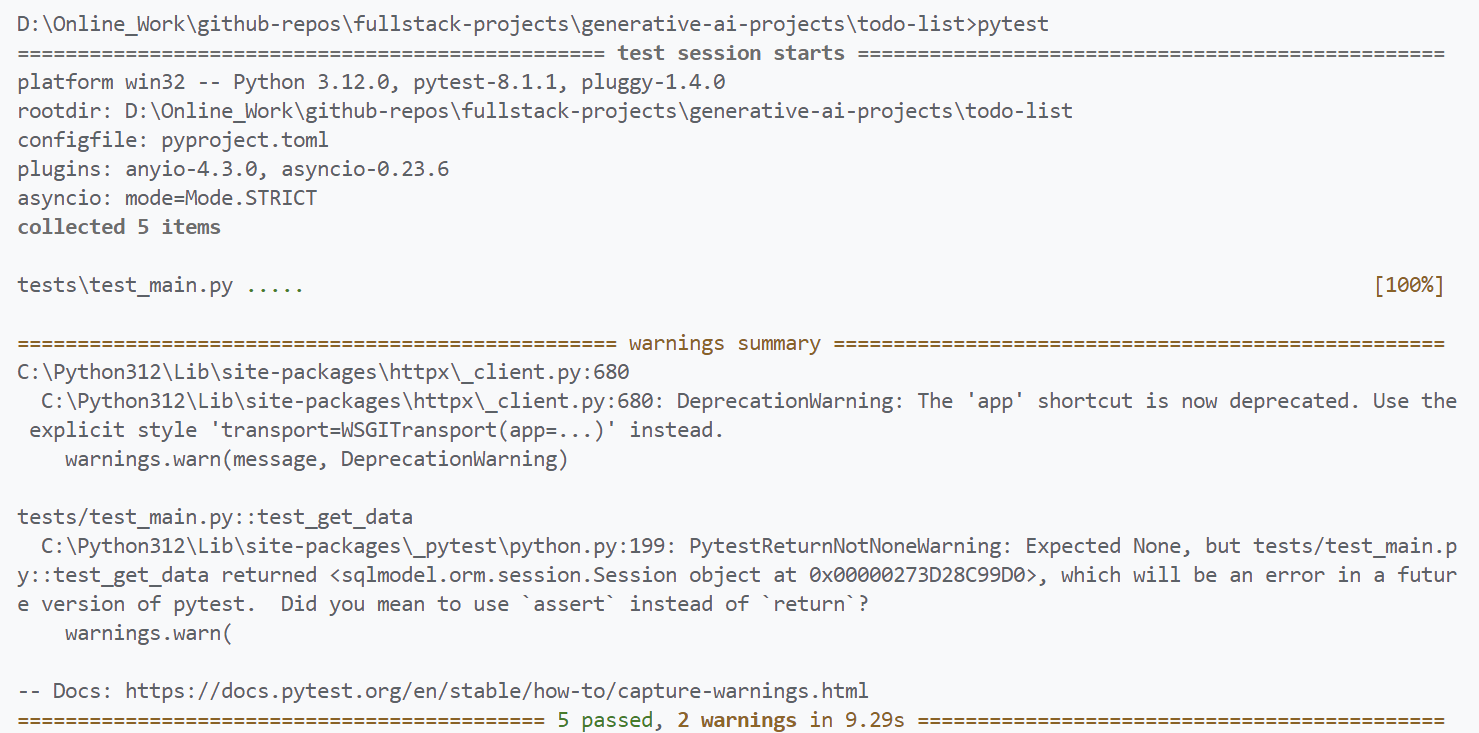 D:\Online_Work\github-repos\fullstack-projects\generative-ai-projects\todo-list>pytest
================================================= test session starts =================================================
platform win32 -- Python 3.12.0, pytest-8.1.1, pluggy-1.4.0
rootdir: D:\Online_Work\github-repos\fullstack-projects\generative-ai-projects\todo-list
configfile: pyproject.toml
plugins: anyio-4.3.0, asyncio-0.23.6
asyncio: mode=Mode.STRICT
collected 5 items
tests\test_main.py ..... [100%]
================================================== warnings summary ===================================================
C:\Python312\Lib\site-packages\httpx\_client.py:680
C:\Python312\Lib\site-packages\httpx\_client.py:680: DeprecationWarning: The 'app' shortcut is now deprecated. Use the
explicit style 'transport=WSGITransport(app=...)' instead.
warnings.warn(message, DeprecationWarning)
tests/test_main.py::test_get_data
C:\Python312\Lib\site-packages\_pytest\python.py:199: PytestReturnNotNoneWarning: Expected None, but tests/test_main.p
y::test_get_data returned <sqlmodel.orm.session.Session object at 0x00000273D28C99D0>, which will be an error in a futur
e version of pytest.  Did you mean to use `assert` instead of `return`?
warnings.warn(
-- Docs: https://docs.pytest.org/en/stable/how-to/capture-warnings.html
============================================ 5 passed, 2 warnings in 9.29s ============================================